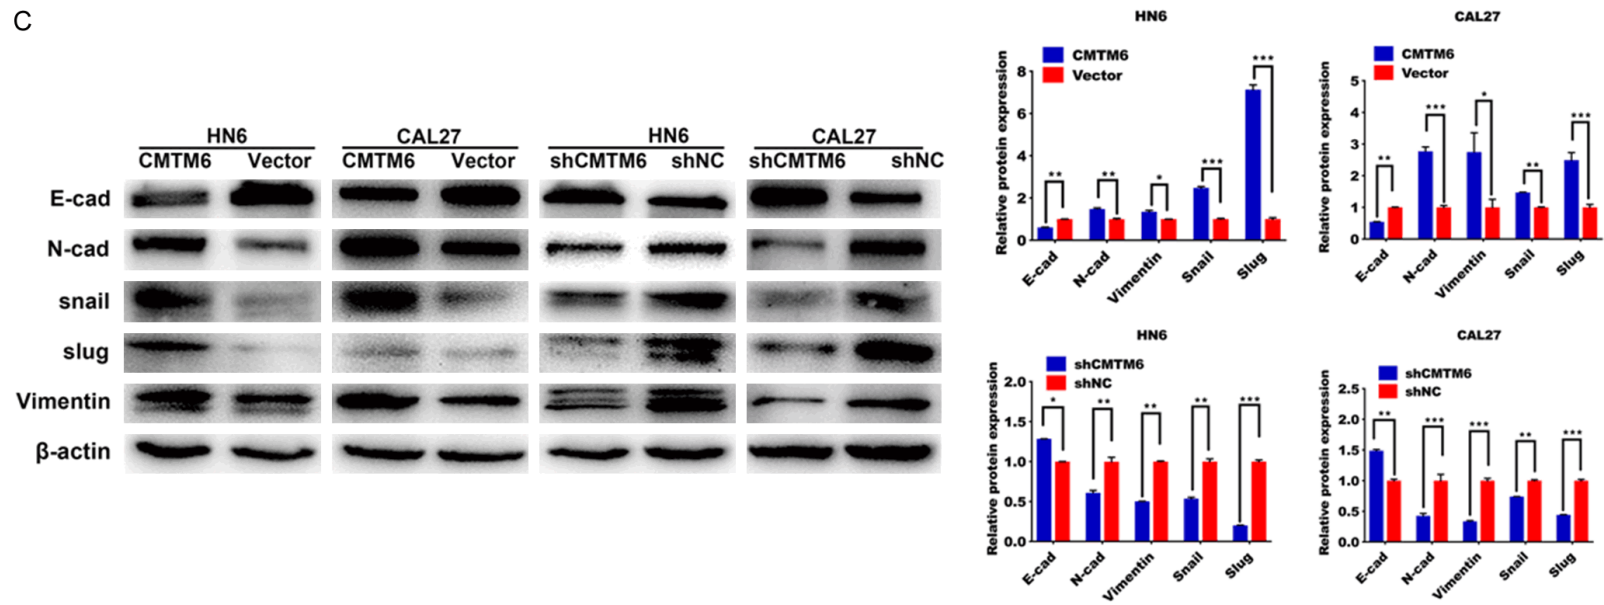 C
HN6 CAL27 HN6 CAL27
CMTM6 Vector CMTM6 Vector shCMTM6 shNC shCMTM6 shNC
E-cad
N-cad
snail
slug
Vimentin
β-actin
HN6
CMTM6
Vector
Relative protein expression
8
6
4
2
0
** ** * *** ***
E-cad N-cad Vimentin Snail Slug
CAL27
CMTM6
Vector
Relative protein expression
5
4
3
2
1
0
** *** * ** ***
E-cad N-cad Vimentin Snail Slug
HN6
shCMTM6
shNC
Relative protein expression
2.0
1.5
1.0
0.5
0.0
* ** ** ** ***
E-cad N-cad Vimentin Snail Slug
CAL27
shCMTM6
shNC
Relative protein expression
2.5
2.0
1.5
1.0
0.5
0.0
** *** *** ** ***
E-cad N-cad Vimentin Snail Slug